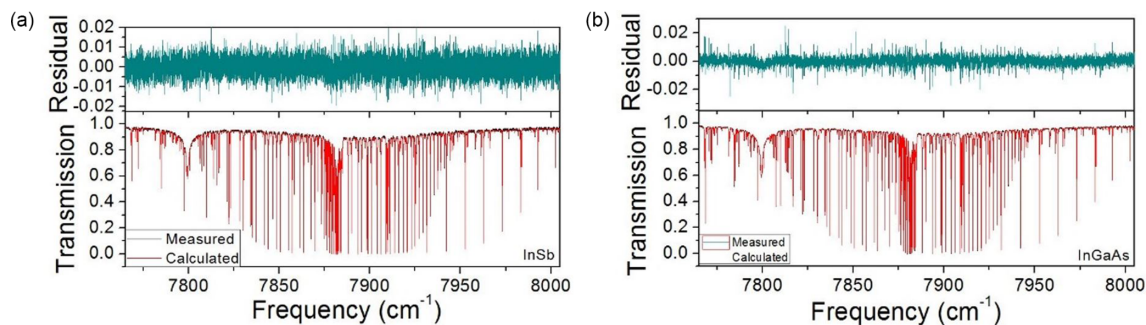 (a)
Residual
0.02
0.01
0.00
-0.01
-0.02
Transmission
1.0
0.8
0.6
0.4
0.2
0.0
Measured
Calculated
InSb
7800 7850 7900 7950 8000
Frequency (cm⁻¹)
(b)
Residual
0.02
0.00
-0.02
Transmission
1.0
0.8
0.6
0.4
0.2
0.0
Measured
Calculated
InGaAs
7800 7850 7900 7950 8000
Frequency (cm⁻¹)